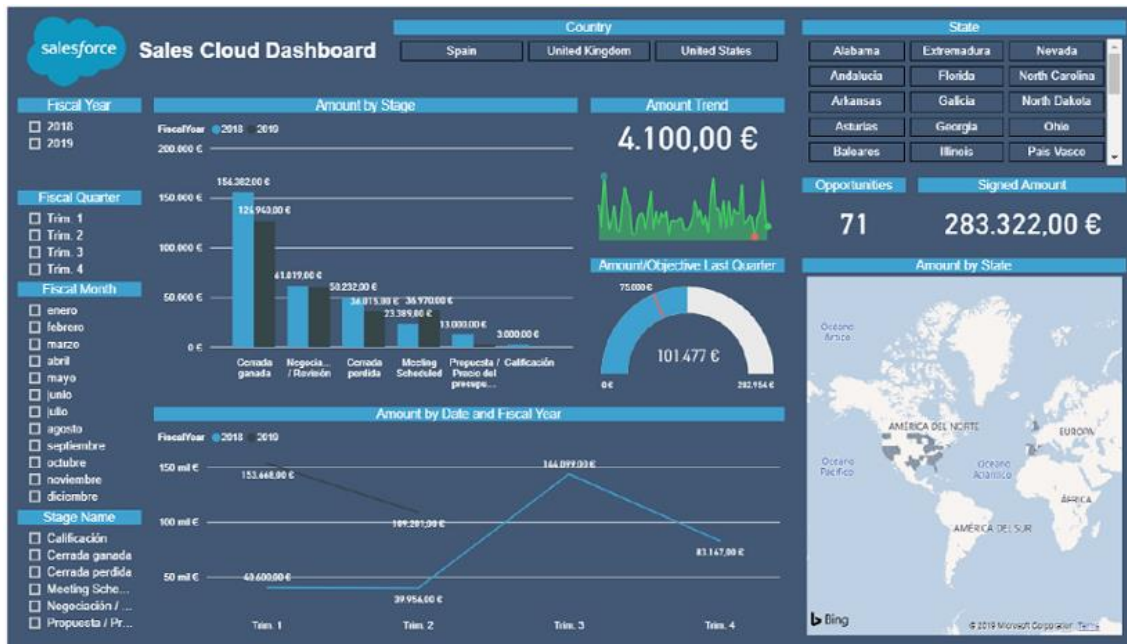 salesforce
Sales Cloud Dashboard
Country
Spain
United Kingdom
United States
State
Alabama
Extremadura
Nevada
Andalucia
Florida
North Carolina
Arkansas
Galicia
North Dakota
Asturias
Georgia
Ohio
Baleares
Illinois
Pais Vasco
Fiscal Year
2018
2019
Fiscal Quarter
Trim. 1
Trim. 2
Trim. 3
Trim. 4
Fiscal Month
enero
febrero
marzo
abril
mayo
junio
julio
agosto
septiembre
octubre
noviembre
diciembre
Stage Name
Calificación
Cerrada ganada
Cerrada perdida
Meeting Sche...
Negociación / ...
Propuesta / Pr...
Amount by Stage
FiscalYear 2018 2019
200.000 €
150.000 €
100.000 €
50.000 €
0 €
61.819,00 €
50.232,00 €
36.015,00 €
23.389,00 €
36.970,00 €
13.000,00 €
3.000,00 €
Cerrada
ganada
Negocia...
/ Revisión
Cerrada
perdida
Meeting
Scheduled
Propuesta /
Precio del
presupu...
Calificación
Amount Trend
4.100,00 €
Amount/Objective Last Quarter
75.000 €
101.477 €
0 €
202.954 €
Opportunities
71
Signed Amount
283.322,00 €
Amount by State
Océano
Ártico
AMÉRICA DEL NORTE
EUROPA
Océano
Pacífico
Océano
Atlántico
ÁFRICA
AMÉRICA DEL SUR
Bing
© 2019 Microsoft Corporation Terms
Amount by Date and Fiscal Year
FiscalYear 2018 2019
150 mil €
100 mil €
50 mil €
153.668,00 €
109.281,00 €
144.099,00 €
83.147,00 €
40.600,00 €
39.956,00 €
Trim. 1
Trim. 2
Trim. 3
Trim. 4